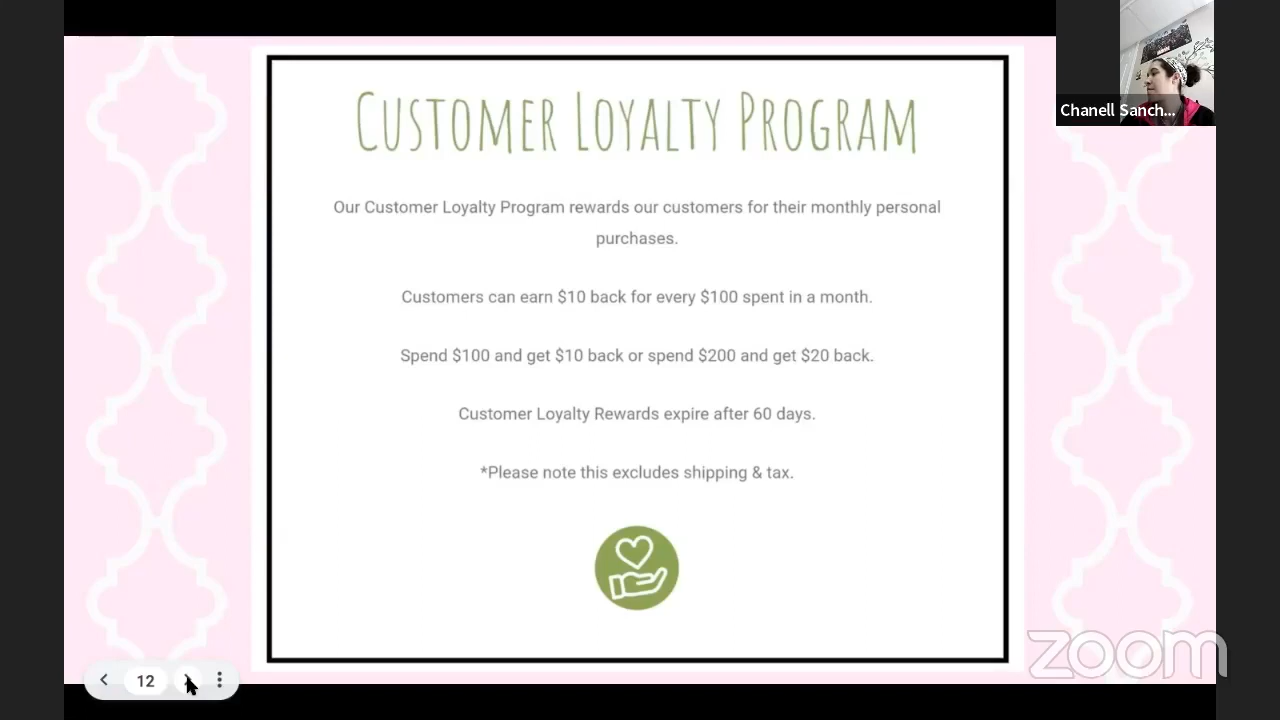 Customer Loyalty Program
Chanell Sanch...
Our Customer Loyalty Program rewards our customers for their monthly personal
purchases.
Customers can earn $10 back for every $100 spent in a month.
Spend $100 and get $10 back or spend $200 and get $20 back.
Customer Loyalty Rewards expire after 60 days.
*Please note this excludes shipping & tax.
zoom
12